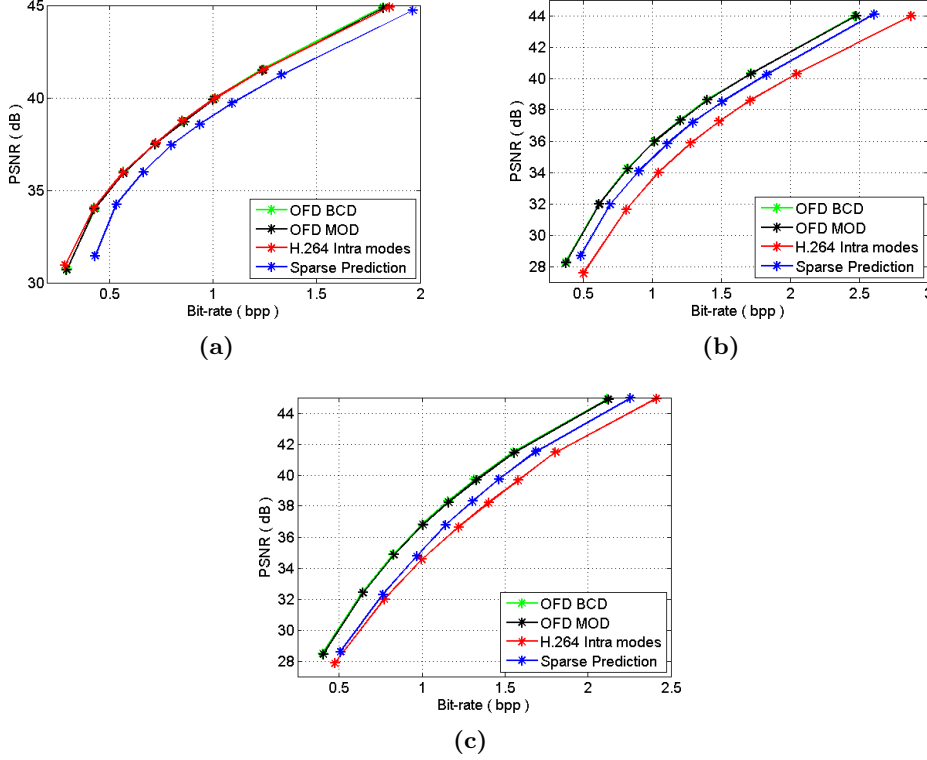 45
40
35
30
PSNR ( dB )
0.5 1 1.5 2
Bit-rate ( bpp )
OFD BCD
OFD MOD
H.264 Intra modes
Sparse Prediction
(a)
44
42
40
38
36
34
32
30
28
PSNR ( dB )
0.5 1 1.5 2 2.5 3
Bit-rate ( bpp )
OFD BCD
OFD MOD
H.264 Intra modes
Sparse Prediction
(b)
44
42
40
38
36
34
32
30
28
PSNR ( dB )
0.5 1 1.5 2 2.5
Bit-rate ( bpp )
OFD BCD
OFD MOD
H.264 Intra modes
Sparse Prediction
(c)